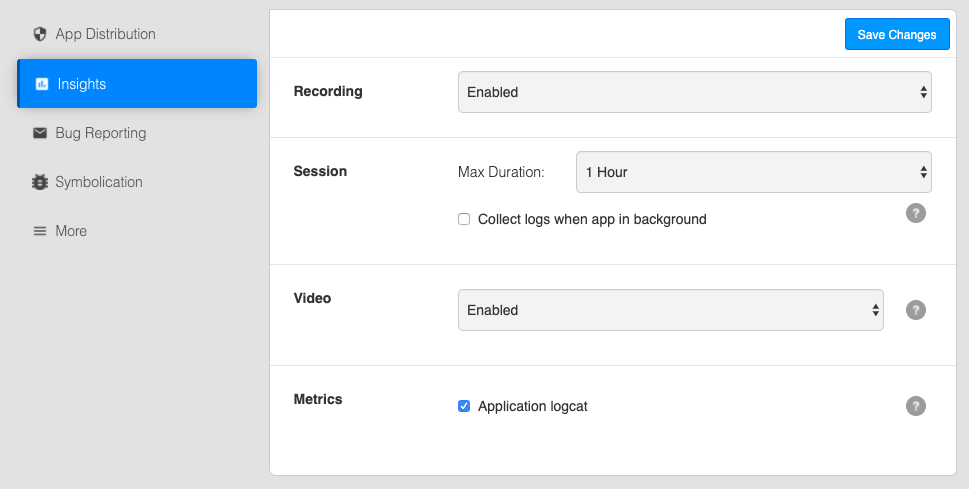 App Distribution
Insights
Bug Reporting
Symbolication
More
Save Changes
Recording
Enabled
Session
Max Duration:
1 Hour
Collect logs when app in background
?
Video
Enabled
?
Metrics
Application logcat
?